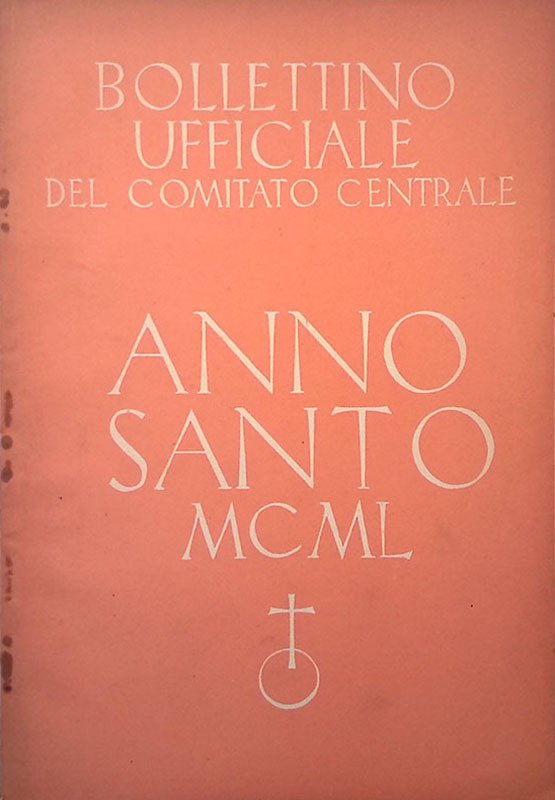 BOLLETTINO
UFFICIALE
DEL COMITATO CENTRALE
ANNO
SANTO
MCML